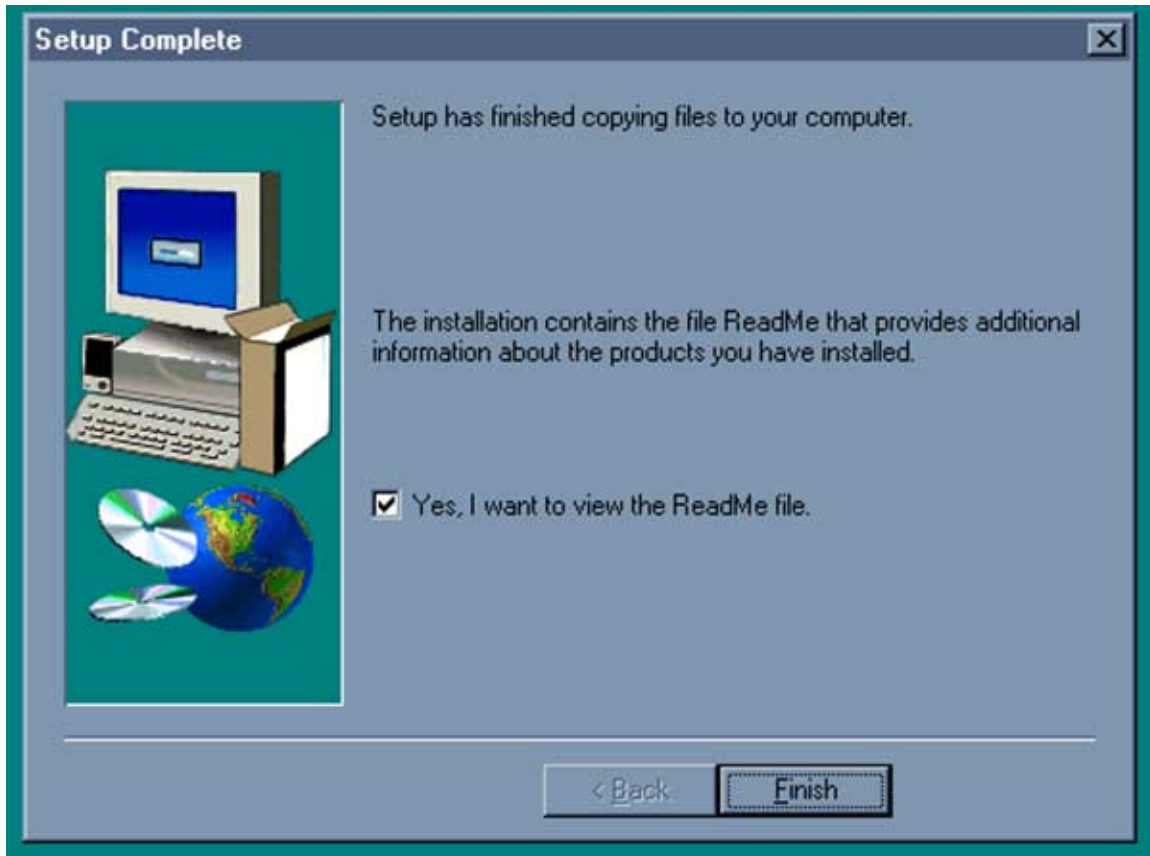 Setup Complete
Setup has finished copying files to your computer.
The installation contains the file ReadMe that provides additional
information about the products you have installed.
Yes, I want to view the ReadMe file.
< Back
Finish